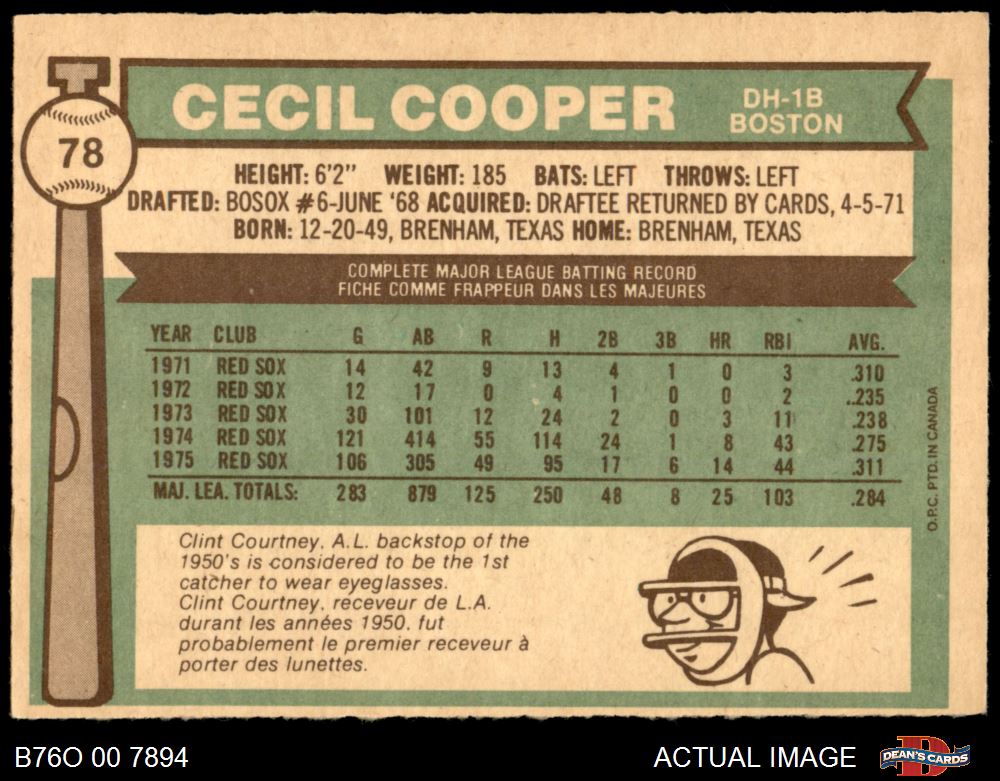 78
CECIL COOPER
DH-1B
BOSTON
HEIGHT: 6'2" WEIGHT: 185 BATS: LEFT THROWS: LEFT
DRAFTED: BOSOX #6-JUNE '68 ACQUIRED: DRAFTEE RETURNED BY CARDS, 4-5-71
BORN: 12-20-49, BRENHAM, TEXAS HOME: BRENHAM, TEXAS
COMPLETE MAJOR LEAGUE BATTING RECORD
FICHE COMME FRAPPEUR DANS LES MAJEURES
YEAR CLUB G AB R H 2B 3B HR RBI AVG.
1971 RED SOX 14 42 9 13 4 1 0 3 .310
1972 RED SOX 12 17 0 4 1 0 0 2 .235
1973 RED SOX 30 101 12 24 2 0 3 11 .238
1974 RED SOX 121 414 55 114 24 1 8 43 .275
1975 RED SOX 106 305 49 95 17 6 14 44 .311
MAJ. LEA. TOTALS: 283 879 125 250 48 8 25 103 .284
O.P.C. PTD. IN CANADA
Clint Courtney, A.L. backstop of the
1950's is considered to be the 1st
catcher to wear eyeglasses.
Clint Courtney, receveur de L.A.
durant les années 1950, fut
probablement le premier receveur à
porter des lunettes.
B76O 00 7894
ACTUAL IMAGE
DEAN'S CARDS